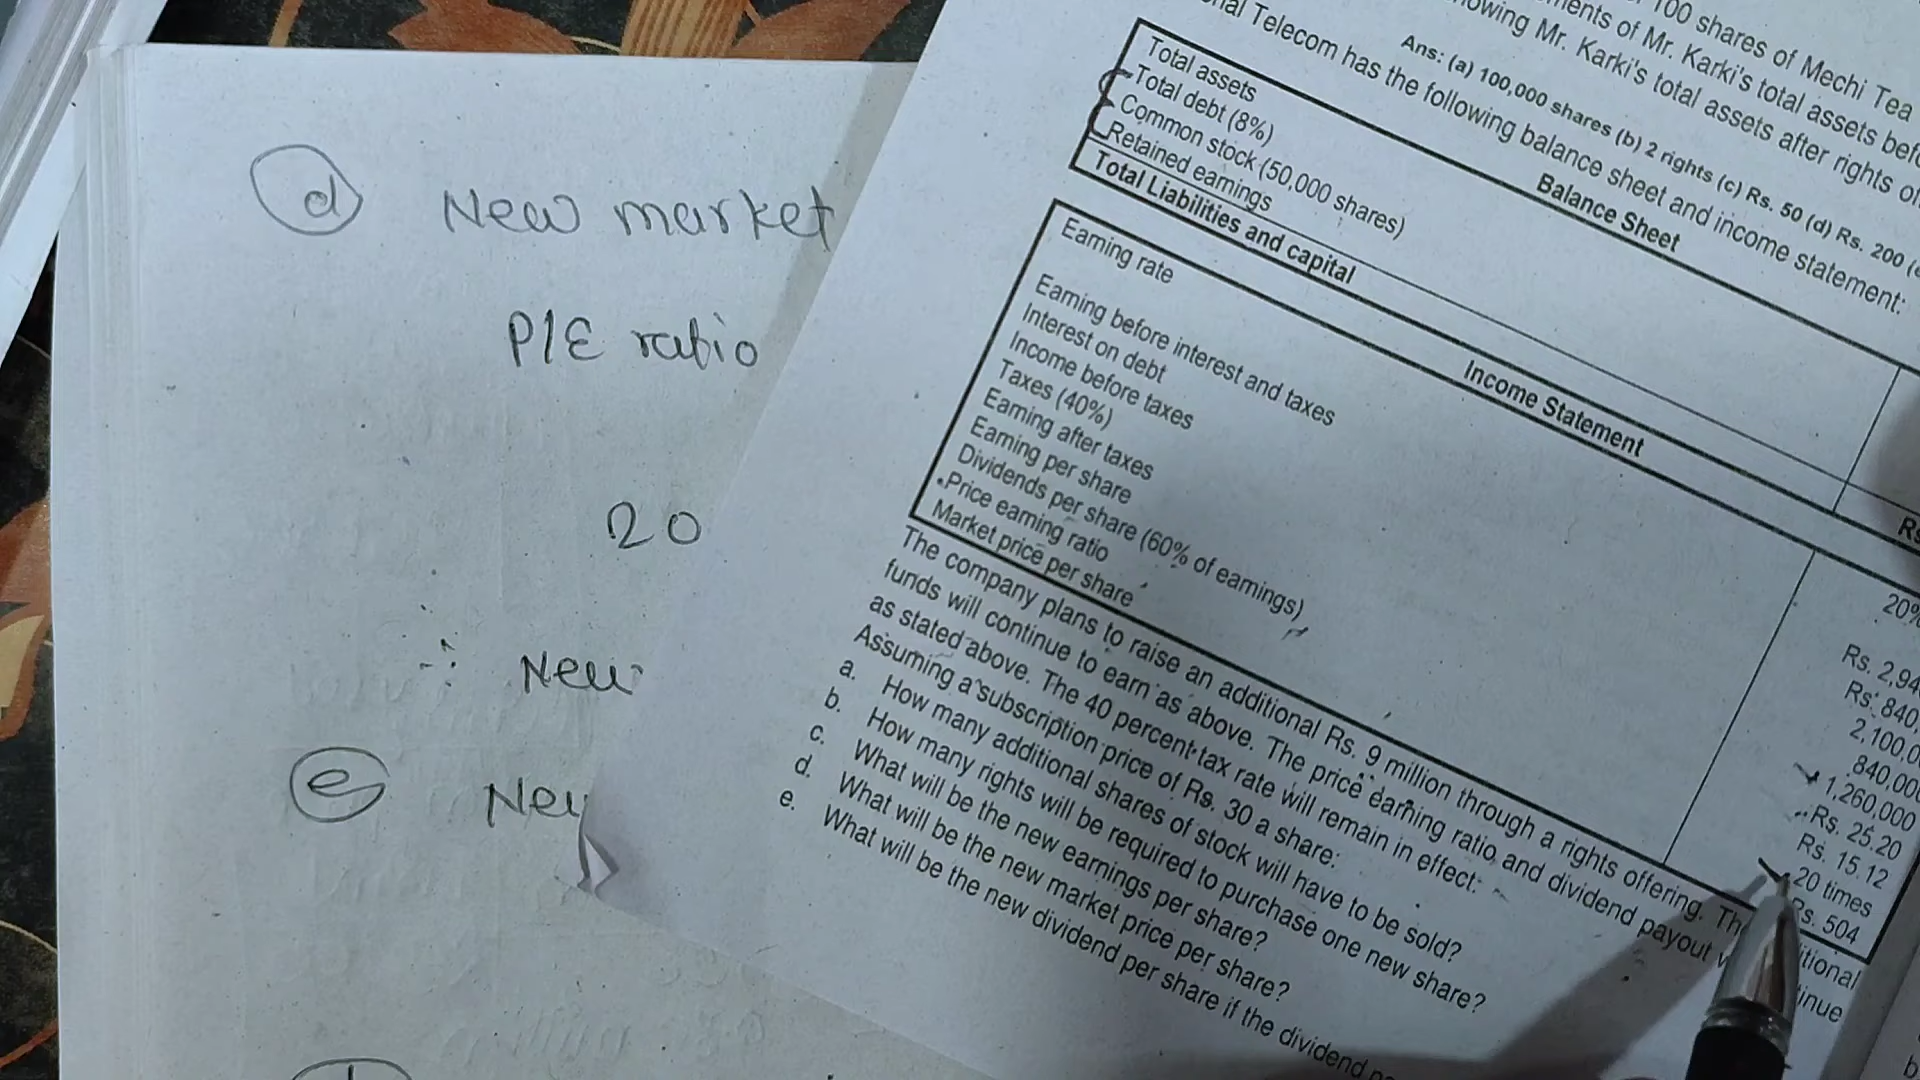 d New market
P/E ratio
20
∴ New
e New
100 shares of Mechi Tea
ments of Mr. Karki's total assets
owing Mr. Karki's total assets after rights
Ans: (a) 100,000 shares (b) 2 rights (c) Rs. 50 (d) Rs. 200
Telecom has the following balance sheet and income statement:
Balance Sheet
Total assets
Total debt (8%)
Common stock (50,000 shares)
Retained earnings
Total Liabilities and capital
Income Statement
Earning rate 20%
Earning before interest and taxes Rs. 2,94
Interest on debt Rs. 840,
Income before taxes 2,100,0
Taxes (40%) 840,000
Earning after taxes 1,260,000
Earning per share Rs. 25.20
Dividends per share (60% of earnings) Rs. 15.12
Price earning ratio 20 times
Market price per share Rs. 504
The company plans to raise an additional Rs. 9 million through a rights offering. The itional
funds will continue to earn as above. The price earning ratio and dividend payout tinue
as stated above. The 40 percent tax rate will remain in effect:
Assuming a subscription price of Rs. 30 a share:
a. How many additional shares of stock will have to be sold?
b. How many rights will be required to purchase one new share?
c. What will be the new earnings per share?
d. What will be the new market price per share?
e. What will be the new dividend per share if the dividend